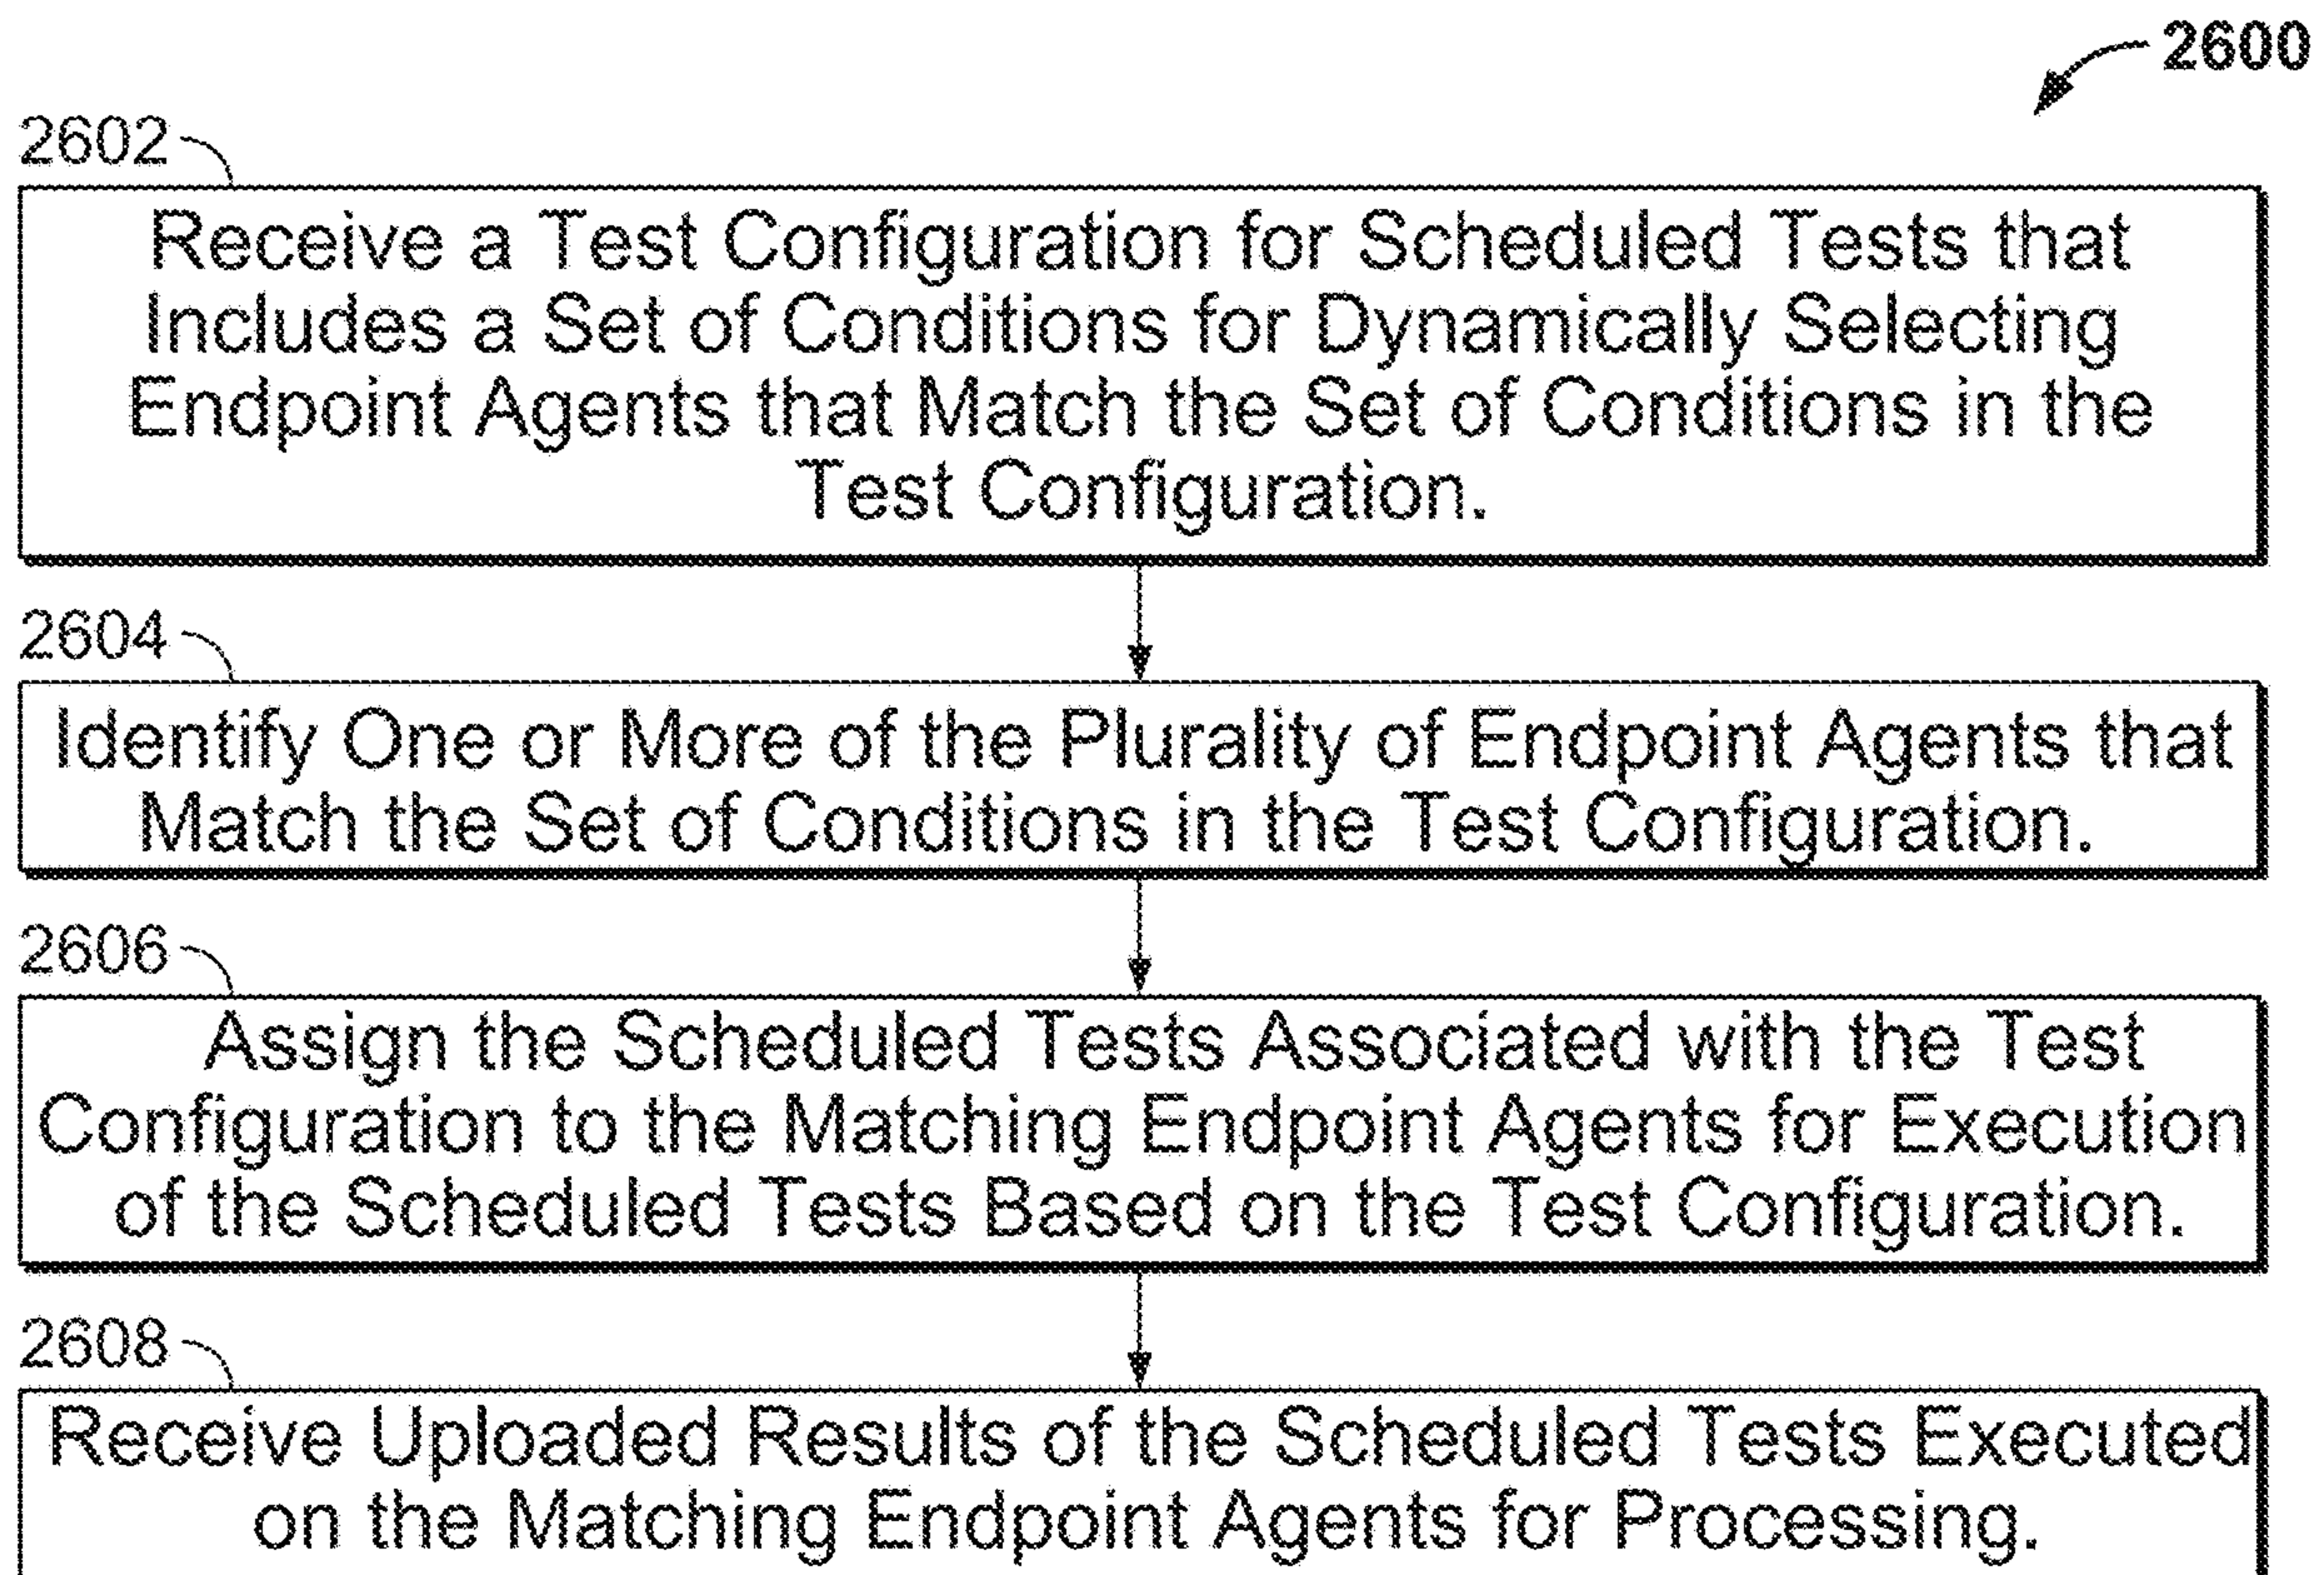 2600
2602
Receive a Test Configuration for Scheduled Tests that
Includes a Set of Conditions for Dynamically Selecting
Endpoint Agents that Match the Set of Conditions in the
Test Configuration.
2604
Identify One or More of the Plurality of Endpoint Agents that
Match the Set of Conditions in the Test Configuration.
2606
Assign the Scheduled Tests Associated with the Test
Configuration to the Matching Endpoint Agents for Execution
of the Scheduled Tests Based on the Test Configuration.
2608
Receive Uploaded Results of the Scheduled Tests Executed
on the Matching Endpoint Agents for Processing.